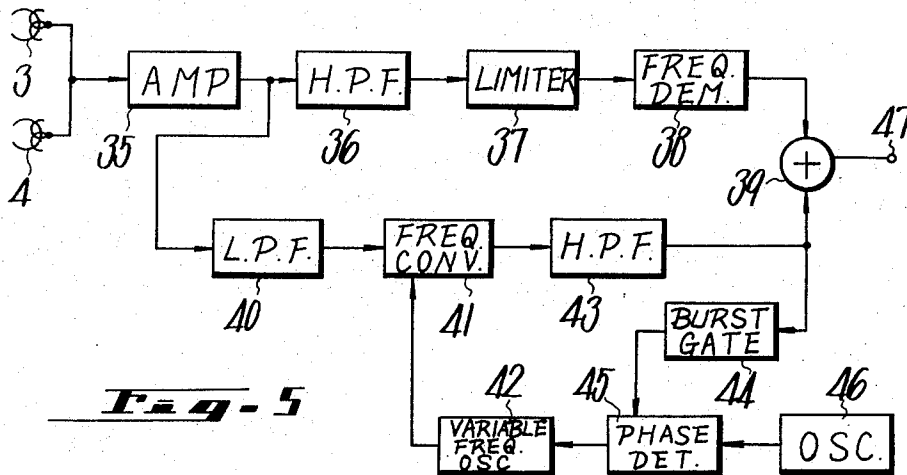 3
4
AMP
35
H.P.F.
36
LIMITER
37
FREQ.
DEM.
38
+
39
47
L.P.F.
40
FREQ.
CONV.
41
H.P.F.
43
BURST
GATE
44
42
VARIABLE
FREQ.
OSC
45
PHASE
DET.
46
OSC.
Fig-5